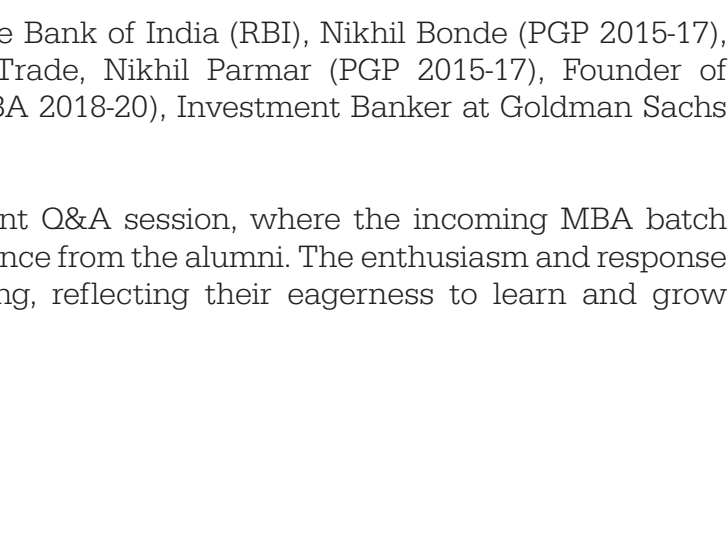 e Bank of India (RBI), Nikhil Bonde (PGP 2015-17),
Trade, Nikhil Parmar (PGP 2015-17), Founder of
BA 2018-20), Investment Banker at Goldman Sachs
nt Q&A session, where the incoming MBA batch
nce from the alumni. The enthusiasm and response
ng, reflecting their eagerness to learn and grow